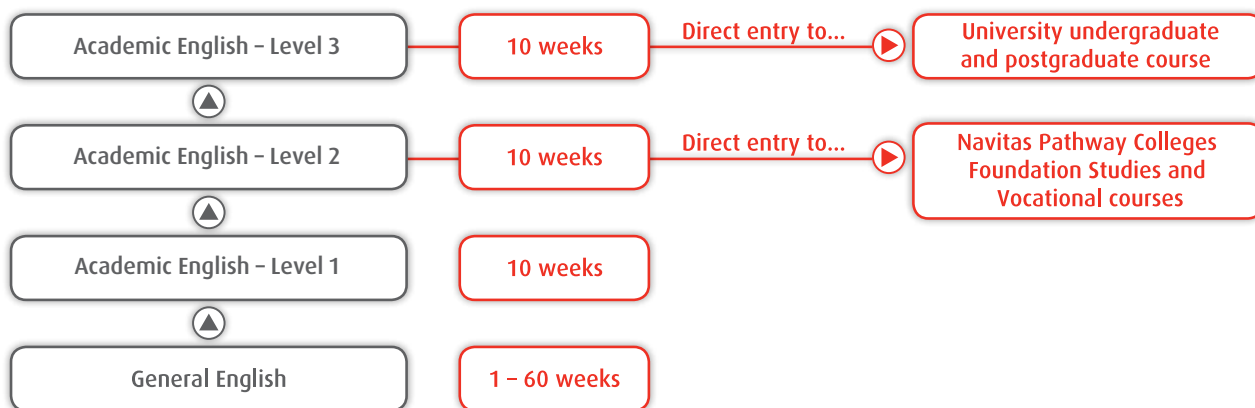 Academic English – Level 3
10 weeks
Direct entry to...
University undergraduate
and postgraduate course
Academic English – Level 2
10 weeks
Direct entry to...
Navitas Pathway Colleges
Foundation Studies and
Vocational courses
Academic English – Level 1
10 weeks
General English
1 – 60 weeks